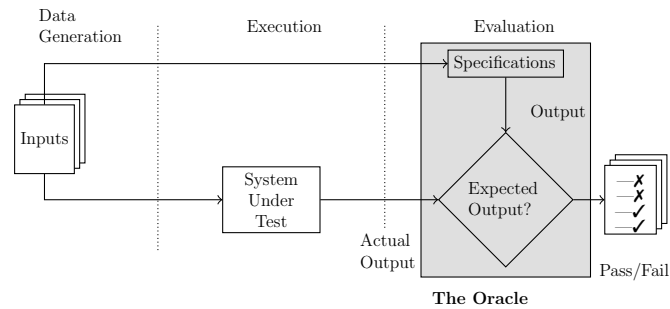 Data
Generation
Execution
Evaluation
Specifications
Output
Inputs
System
Under
Test
Expected
Output?
Actual
Output
Pass/Fail
The Oracle